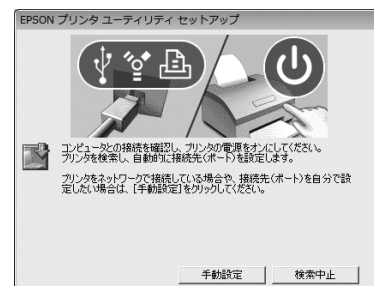 EPSON プリンタ ユーティリティ セットアップ
コンピュータとの接続を確認し、プリンタの電源をオンにしてください。
プリンタを検索し、自動的に接続先(ポート)を設定します。
プリンタをネットワークで接続している場合や、接続先(ポート)を自分で設
定したい場合は、[手動設定]をクリックしてください。
手動設定
検索中止